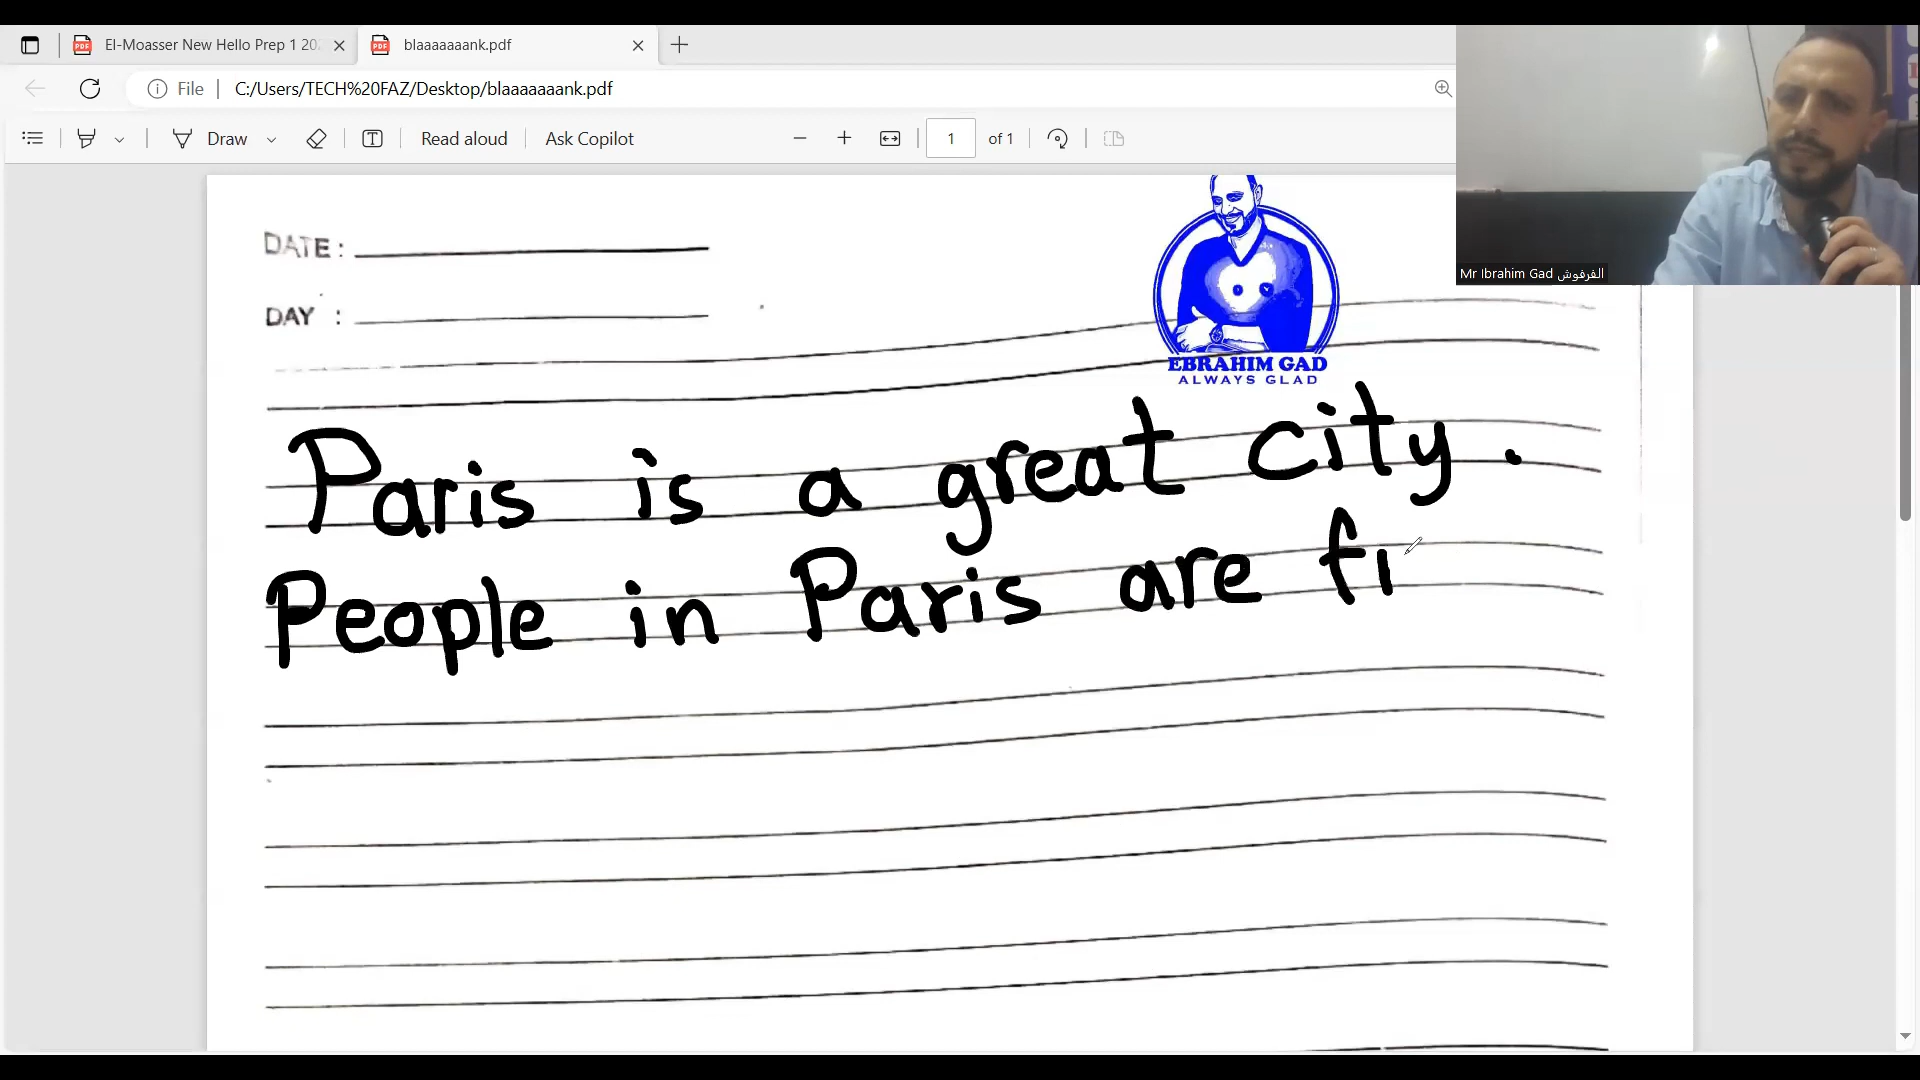 El-Moasser New Hello Prep 1 20
blaaaaaaank.pdf
File
C:/Users/TECH%20FAZ/Desktop/blaaaaaaank.pdf
Draw
Read aloud
Ask Copilot
1 of 1
Mr Ibrahim Gad الفرفوش
DATE :
DAY :
EBRAHIM GAD
ALWAYS GLAD
Paris is a great city .
People in Paris are fi